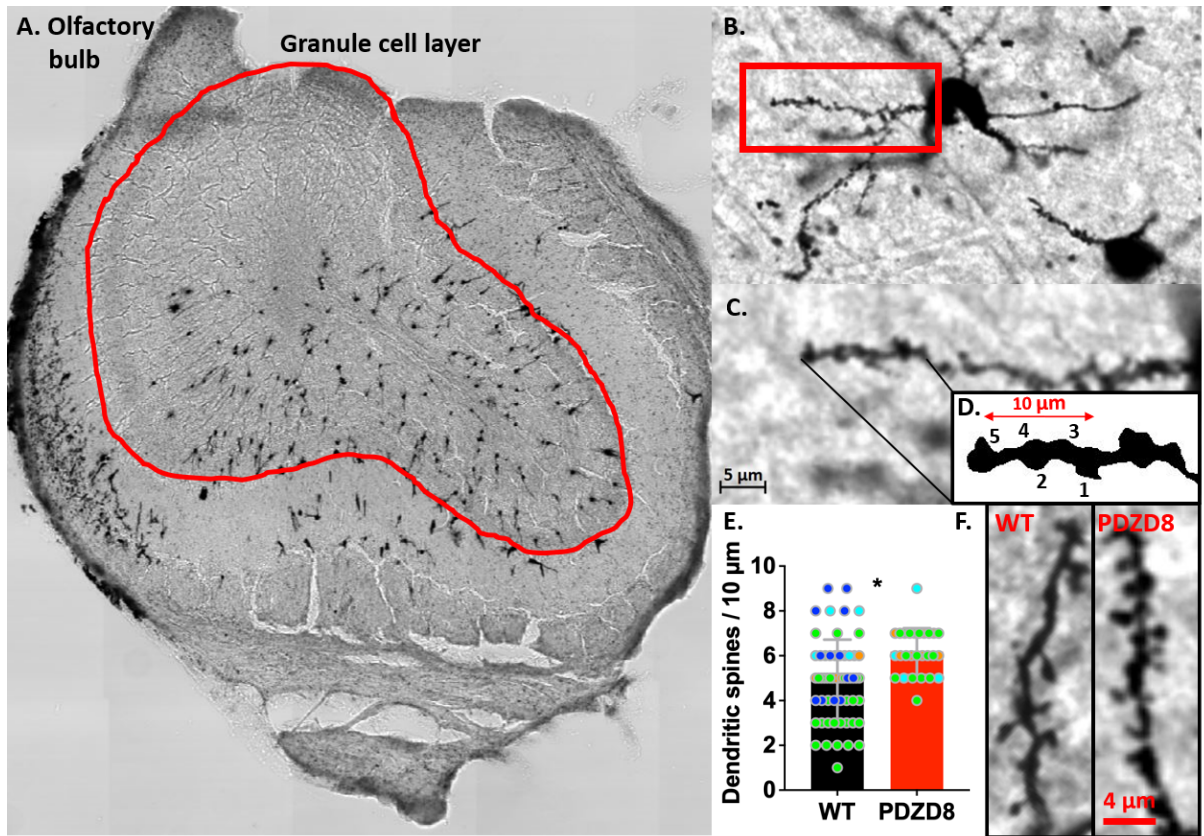 A. Olfactory
bulb
Granule cell layer
B.
C.
5 µm
D.
10 µm
5 4 3
2 1
E.
Dendritic spines / 10 µm
10
8
6
4
2
0
*
WT PDZD8
F.
WT PDZD8
4 µm